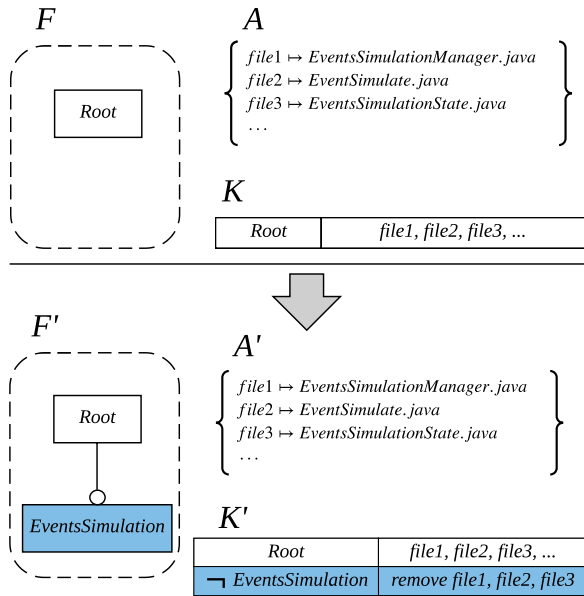 F
A
Root
file1 ↦ EventsSimulationManager.java
file2 ↦ EventSimulate.java
file3 ↦ EventsSimulationState.java
...
K
Root file1, file2, file3, ...
F'
A'
Root
file1 ↦ EventsSimulationManager.java
file2 ↦ EventSimulate.java
file3 ↦ EventsSimulationState.java
...
EventsSimulation
K'
Root file1, file2, file3, ...
¬ EventsSimulation remove file1, file2, file3